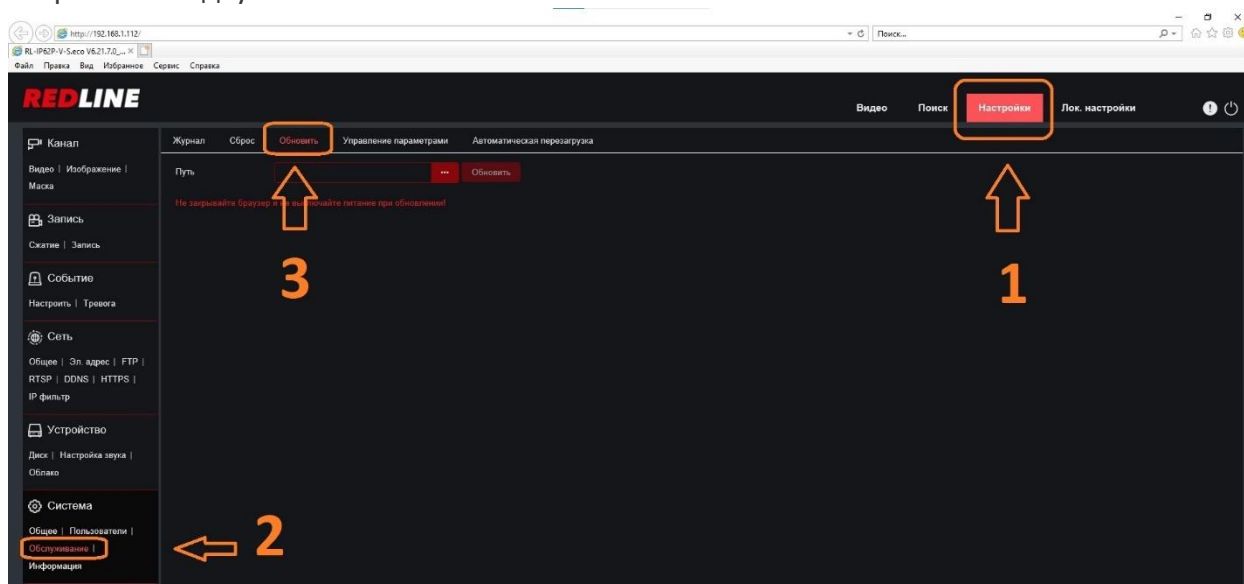 http://192.168.1.112/
Поиск...
RL-IP62P-V-S.eco V6.21.7.0_...
Файл Правка Вид Избранное Сервис Справка
REDLINE
Видео Поиск Настройки Лок. настройки
Канал
Видео | Изображение |
Маска
Запись
Сжатие | Запись
Событие
Настроить | Тревога
Сеть
Общее | Эл. адрес | FTP |
RTSP | DDNS | HTTPS |
IP фильтр
Устройство
Диск | Настройка звука |
Облако
Система
Общее | Пользователи |
Обслуживание |
Информация
Журнал Сброс Обновить Управление параметрами Автоматическая перезагрузка
Путь ... Обновить
Не закрывайте браузер и не выключайте питание при обновлении!
1
2
3